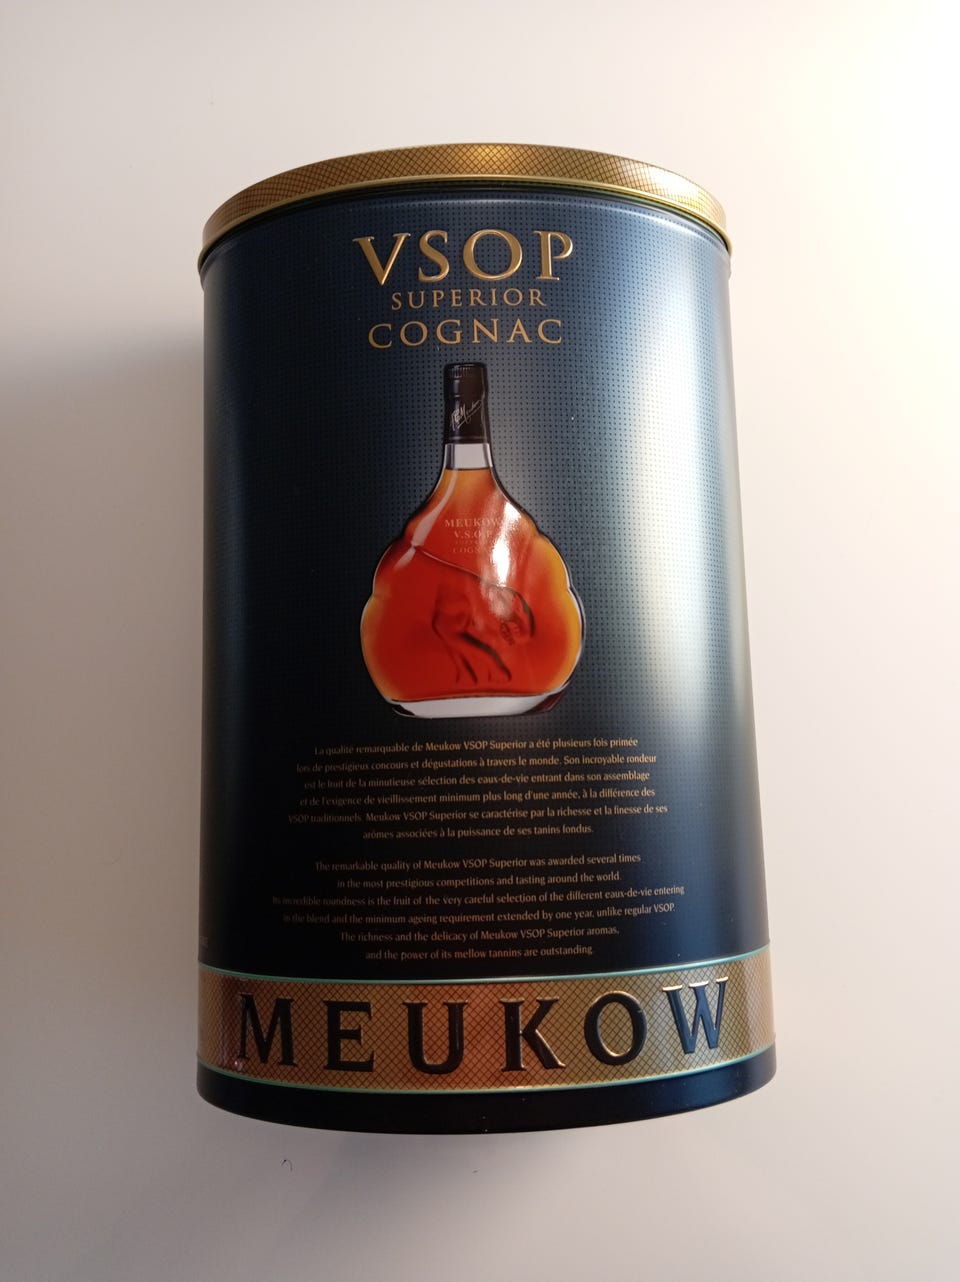 VSOP
SUPERIOR
COGNAC
MEUKOW
V.S.O.P
La qualité remarquable de Meukow VSOP Superior a été plusieurs fois primée
lors de prestigieux concours et dégustations à travers le monde. Son incroyable rondeur
est le fruit de la minutieuse sélection des eaux-de-vie entrant dans son assemblage
et de l'exigence de vieillissement minimum plus long d'une année, à la différence des
VSOP traditionnels. Meukow VSOP Superior se caractérise par la richesse et la finesse de ses
arômes associées à la puissance de ses tanins fondus.
The remarkable quality of Meukow VSOP Superior was awarded several times
in the most prestigious competitions and tasting around the world.
Its incredible roundness is the fruit of the very careful selection of the different eaux-de-vie entering
in the blend and the minimum ageing requirement extended by one year, unlike regular VSOP.
The richness and the delicacy of Meukow VSOP Superior aromas,
and the power of its mellow tannins are outstanding.
MEUKOW